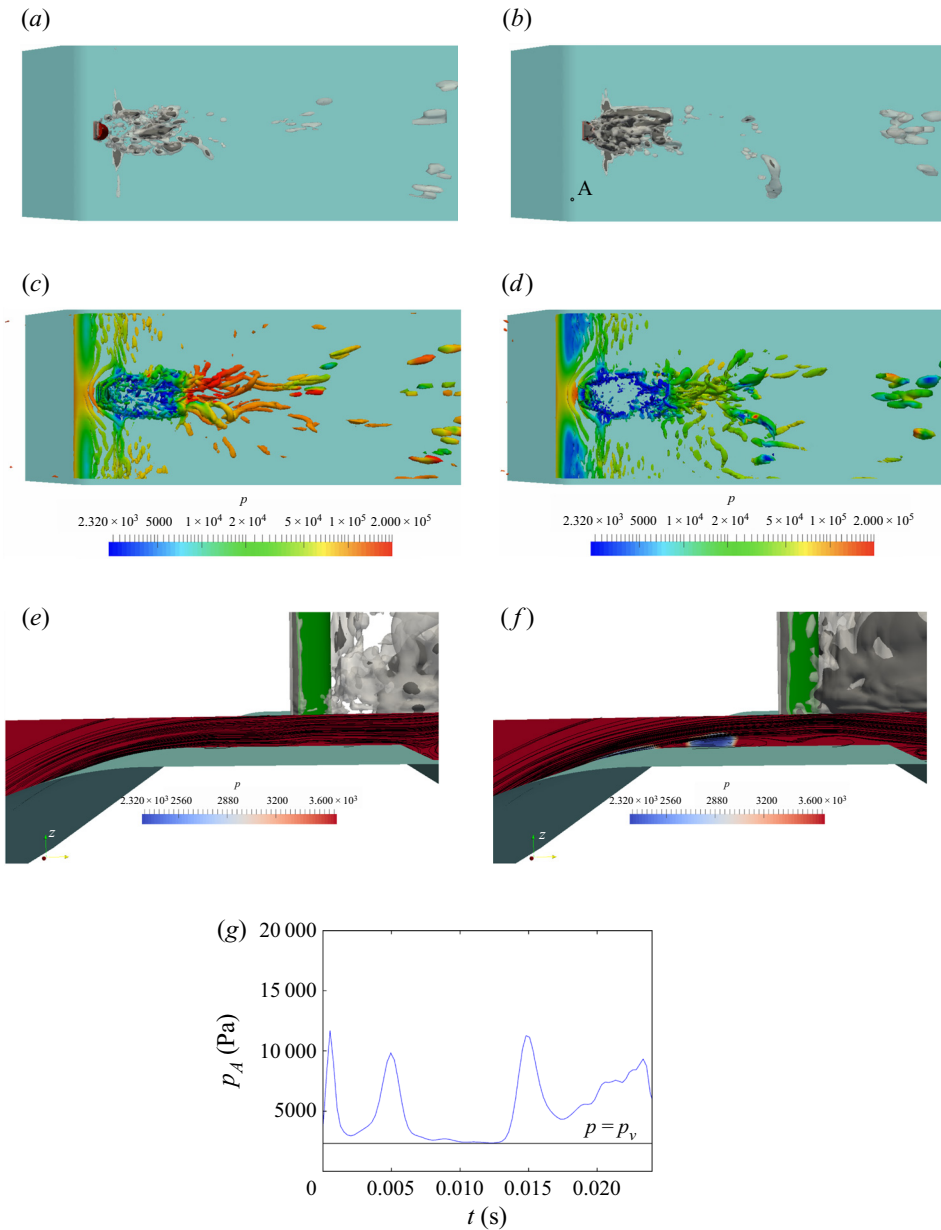 (a)
(b)
A
(c)
(d)
p
2.320 × 10³ 5000 1 × 10⁴ 2 × 10⁴ 5 × 10⁴ 1 × 10⁵ 2.000 × 10⁵
p
2.320 × 10³ 5000 1 × 10⁴ 2 × 10⁴ 5 × 10⁴ 1 × 10⁵ 2.000 × 10⁵
(e)
(f)
p
2.320 × 10³ 2560 2880 3200 3.600 × 10³
z
p
2.320 × 10³ 2560 2880 3200 3.600 × 10³
z
(g)
20 000
15 000
10 000
5000
p_A (Pa)
p = p_v
0 0.005 0.010 0.015 0.020
t (s)